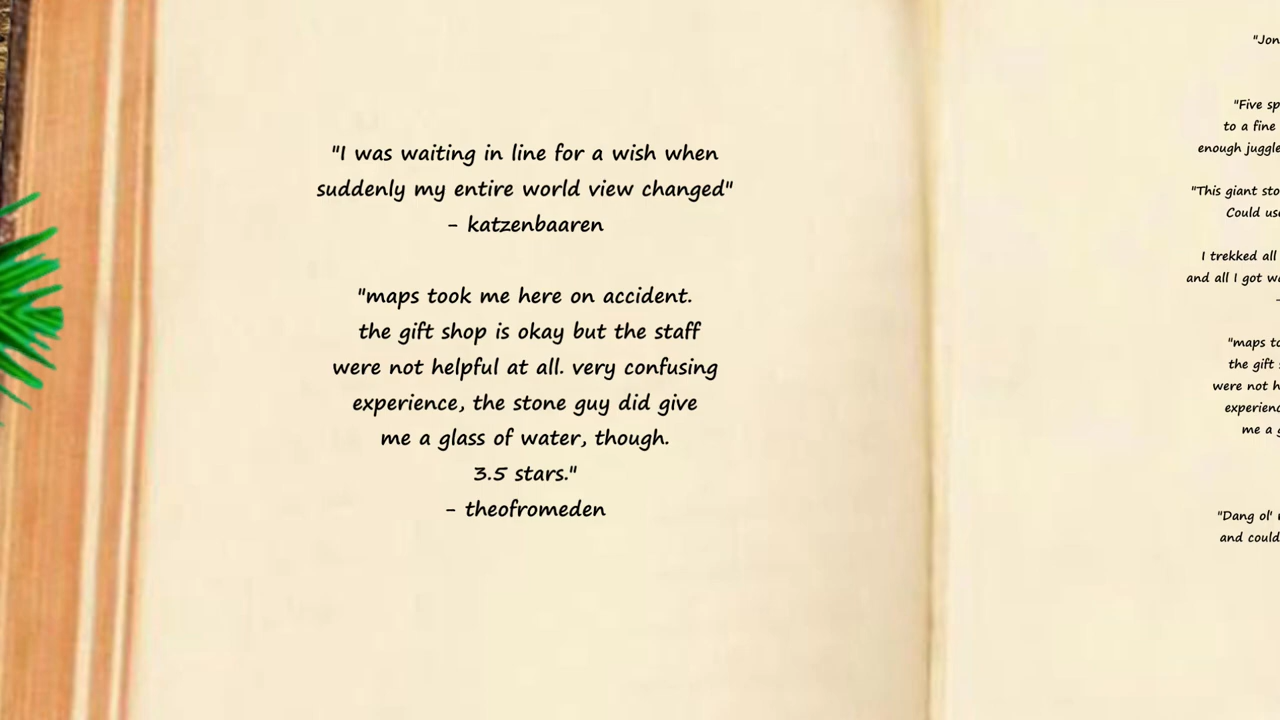 "I was waiting in line for a wish when
suddenly my entire world view changed"
- katzenbaaren
"maps took me here on accident.
the gift shop is okay but the staff
were not helpful at all. very confusing
experience, the stone guy did give
me a glass of water, though.
3.5 stars."
- theofromeden
"Jon
"Five sp
to a fine
enough juggle
"This giant sto
Could us
I trekked all
and all I got w
"maps to
the gift
were not h
experienc
me a g
"Dang ol'
and could